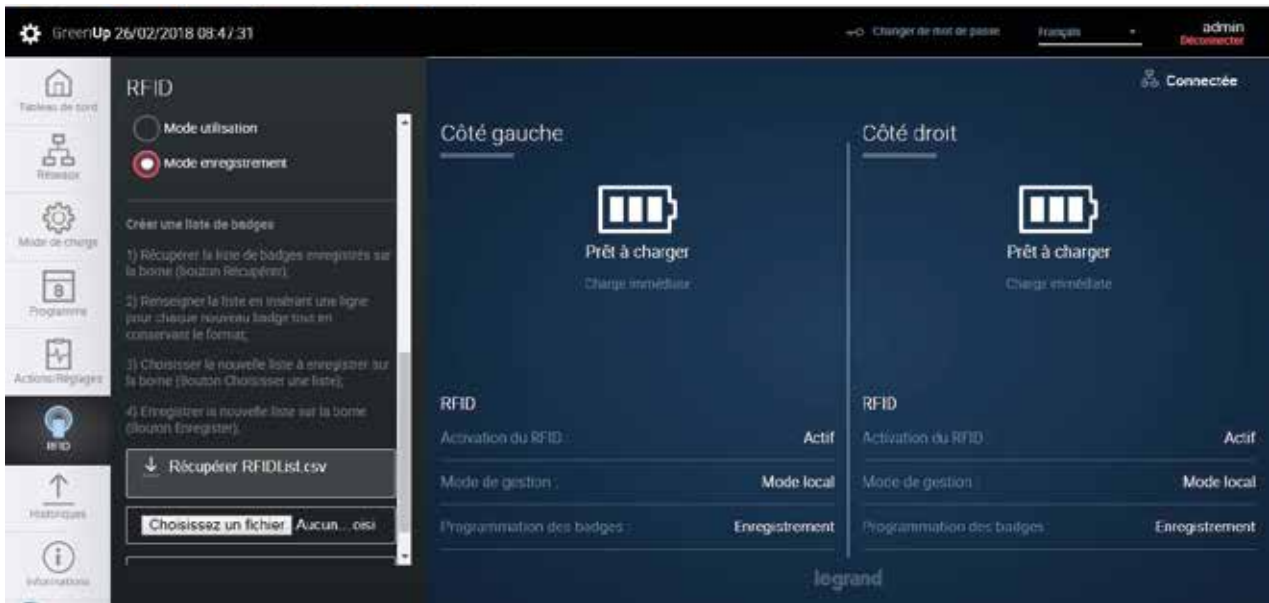 GreenUp 26/02/2018 08:47:31
Changer de mot de passe
Français
admin
Déconnecter
Tableau de bord
Réseaux
Mode de charge
8
Programme
Actions/Réglages
RFID
Historiques
Informations
RFID
Mode utilisation
Mode enregistrement
Créer une liste de badges
1) Récupérer la liste de badges enregistrés sur
la borne (Bouton Récupérer);
2) Renseigner la liste en insérant une ligne
pour chaque nouveau badge tout en
conservant le format;
3) Choisisser la nouvelle liste à enregistrer sur
la borne (Bouton Choisisser une liste);
4) Enregistrer la nouvelle liste sur la borne
(Bouton Enregister).
Récupérer RFIDList.csv
Choisissez un fichier Aucun…oisi
Connectée
Côté gauche
Prêt à charger
Charge immédiate
RFID
Activation du RFID : Actif
Mode de gestion : Mode local
Programmation des badges : Enregistrement
Côté droit
Prêt à charger
Charge immédiate
RFID
Activation du RFID Actif
Mode de gestion : Mode local
Programmation des badges Enregistrement
legrand